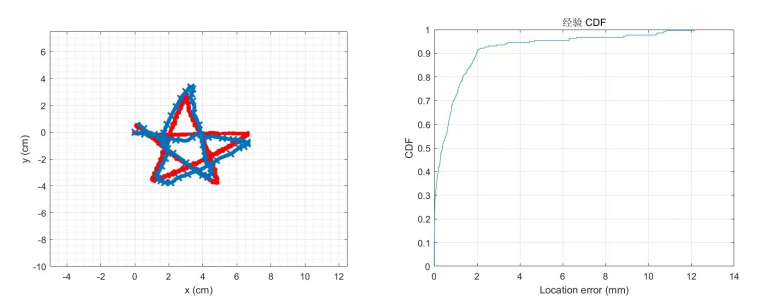 6
4
2
0
-2
-4
-6
-8
-10
-4 -2 0 2 4 6 8 10 12
x (cm)
y (cm)
经验 CDF
1
0.9
0.8
0.7
0.6
0.5
0.4
0.3
0.2
0.1
0
0 2 4 6 8 10 12 14
Location error (mm)
CDF